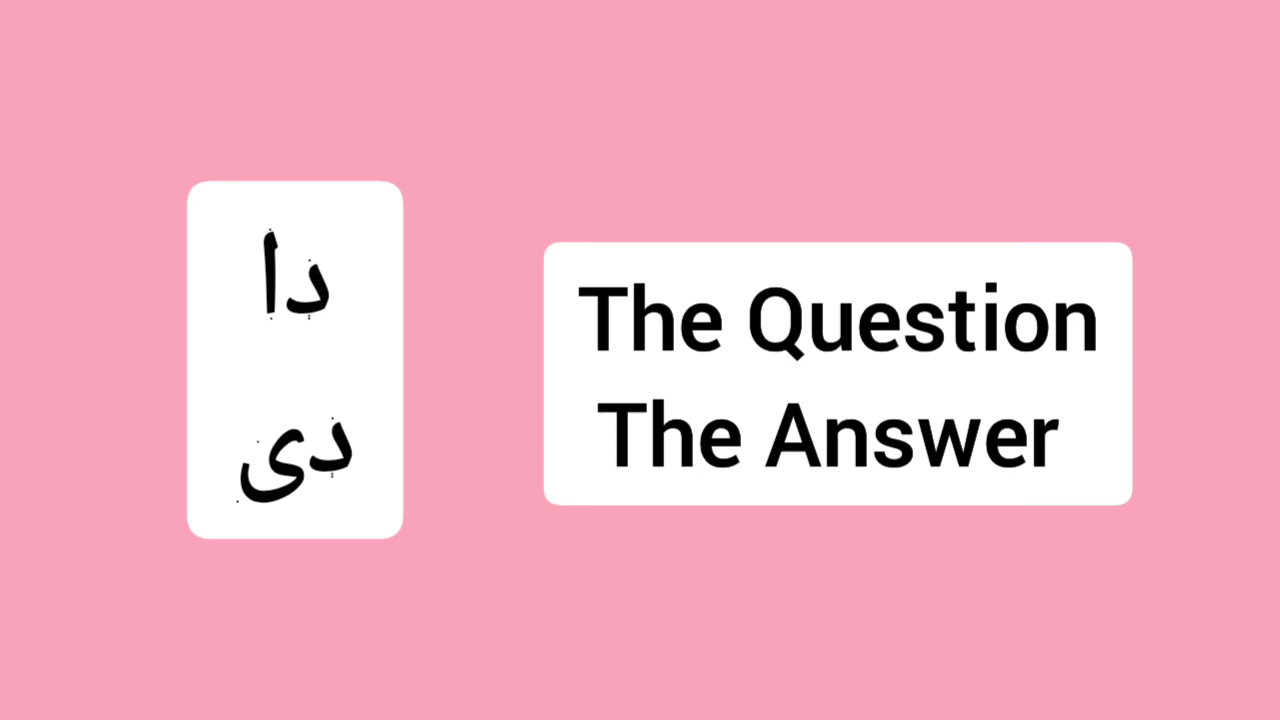 دا
دی
The Question
The Answer